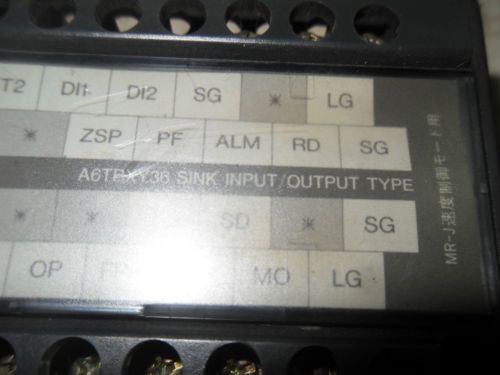 T2 DI1 DI2 SG * LG
* ZSP PF ALM RD SG
A6TBXY36 SINK INPUT/OUTPUT TYPE
* * SD * SG
OP MO LG
MR-J速度制御モード用